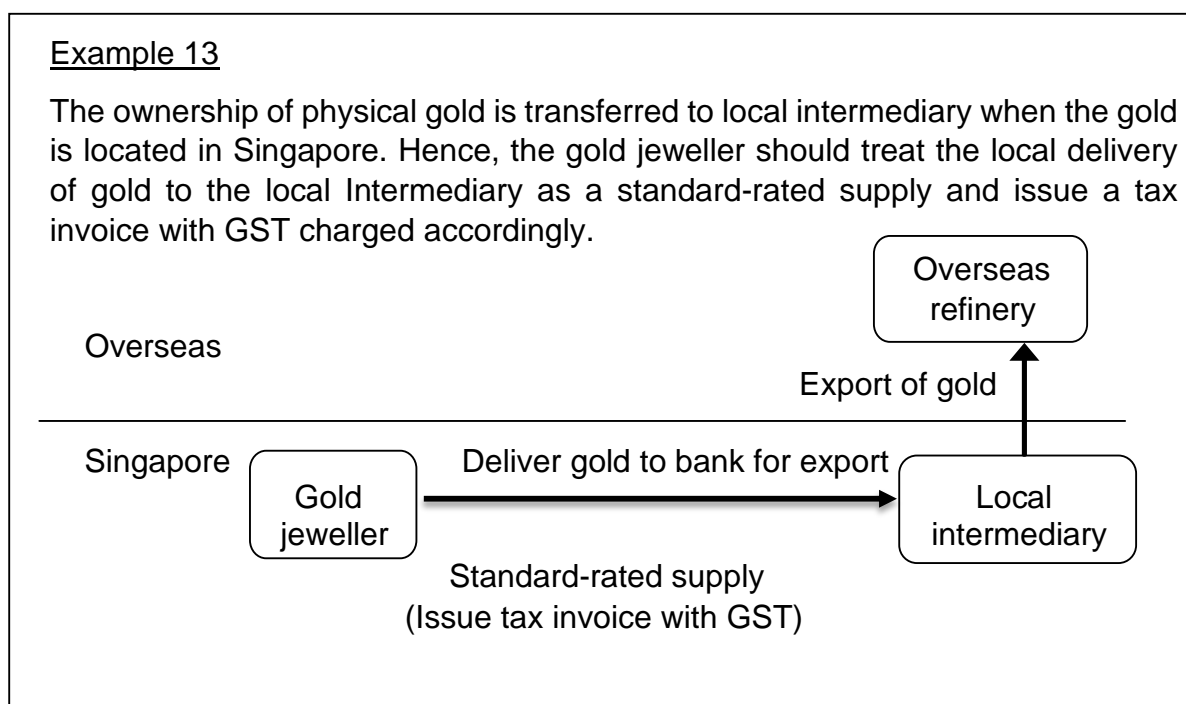 Example 13
The ownership of physical gold is transferred to local intermediary when the gold
is located in Singapore. Hence, the gold jeweller should treat the local delivery
of gold to the local Intermediary as a standard-rated supply and issue a tax
invoice with GST charged accordingly.
Overseas
refinery
Overseas
Export of gold
Singapore
Deliver gold to bank for export
Gold
jeweller
Local
intermediary
Standard-rated supply
(Issue tax invoice with GST)